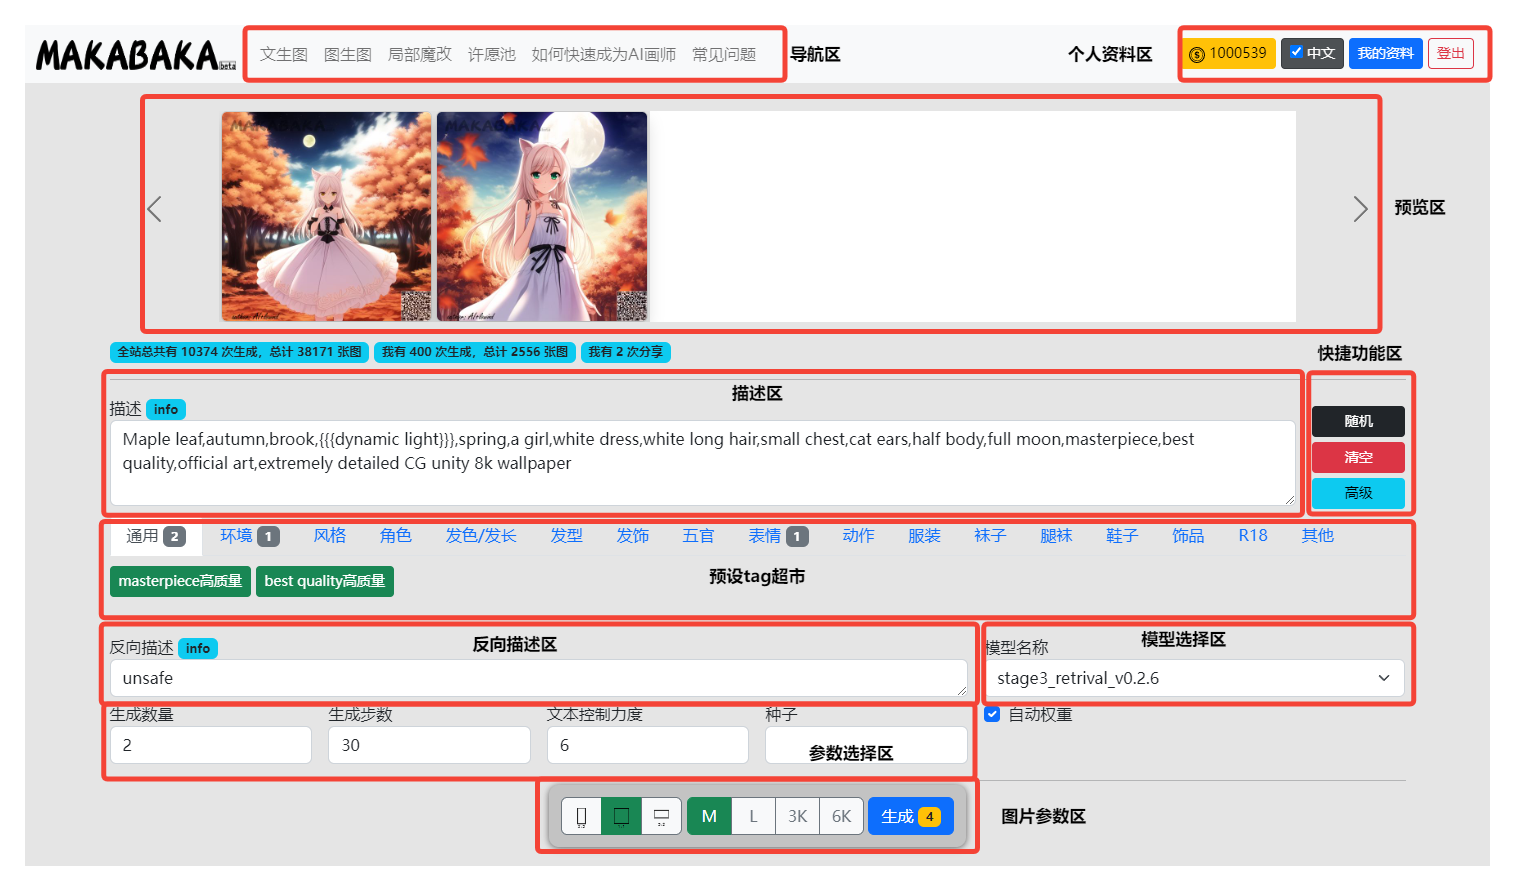 MAKABAKA beta
文生图 图生图 局部魔改 许愿池 如何快速成为AI画师 常见问题 导航区 个人资料区 1000539 中文 我的资料 登出
MAKABAKA MAKABAKA
预览区
全站总共有 10374 次生成，总计 38171 张图 我有 400 次生成，总计 2556 张图 我有 2 次分享 快捷功能区
描述区
描述 info
Maple leaf,autumn,brook,{{{dynamic light}}},spring,a girl,white dress,white long hair,small chest,cat ears,half body,full moon,masterpiece,best
quality,official art,extremely detailed CG unity 8k wallpaper
随机
清空
高级
通用 2 环境 1 风格 角色 发色/发长 发型 发饰 五官 表情 1 动作 服装 袜子 腿袜 鞋子 饰品 R18 其他
masterpiece高质量 best quality高质量 预设tag超市
反向描述 info 反向描述区 模型名称 模型选择区
unsafe stage3_retrival_v0.2.6
生成数量 生成步数 文本控制力度 种子 自动权重
2 30 6 参数选择区
M L 3K 6K 生成 4 图片参数区